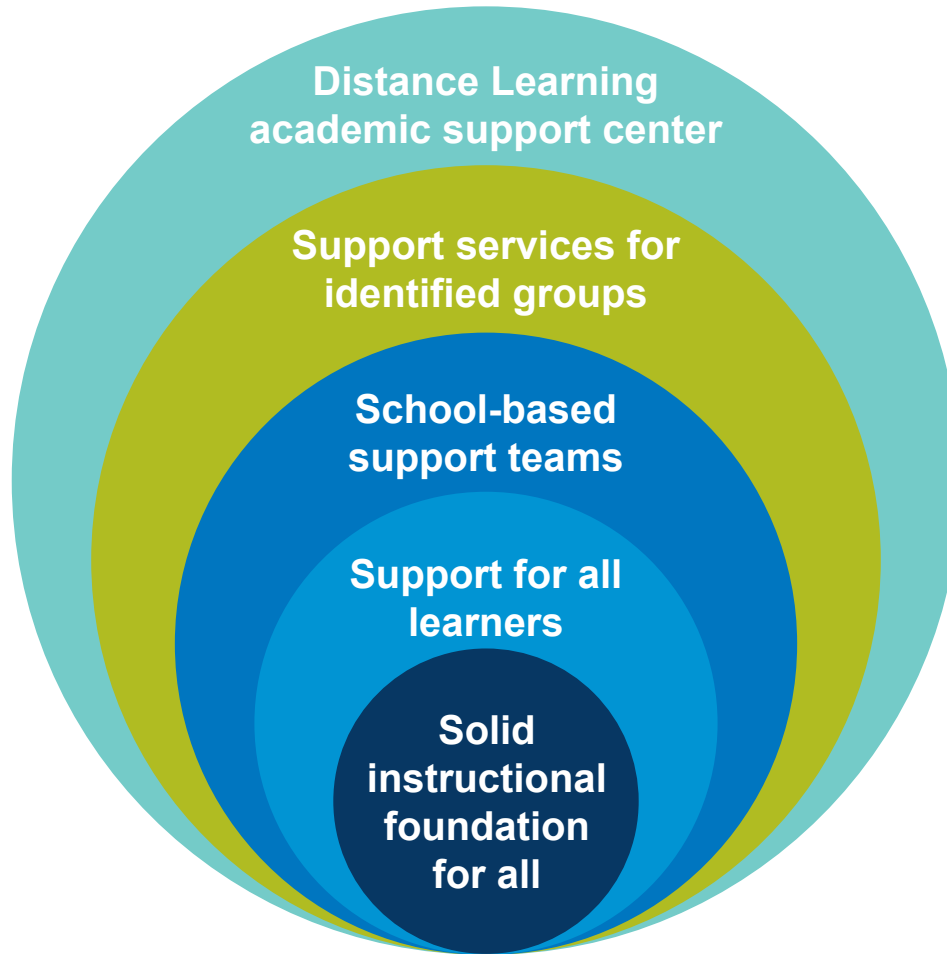 Distance Learning
academic support center
Support services for
identified groups
School-based
support teams
Support for all
learners
Solid
instructional
foundation
for all